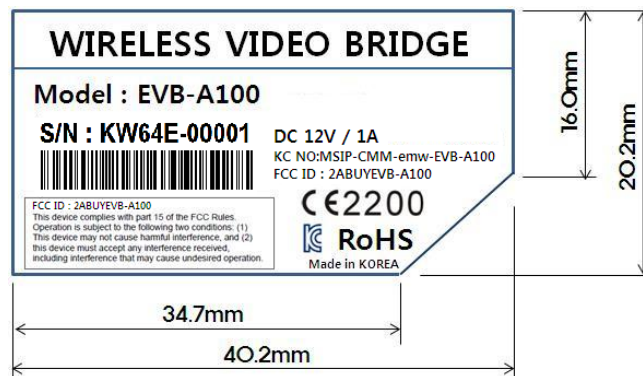 WIRELESS VIDEO BRIDGE
Model : EVB-A100
S/N : KW64E-00001
DC 12V / 1A
KC NO:MSIP-CMM-emw-EVB-A100
FCC ID : 2ABUYEVB-A100
FCC ID : 2ABUYEVB-A100
This device complies with part 15 of the FCC Rules.
Operation is subject to the following two conditions: (1)
This device may not cause harmful interference, and (2)
this device must accept any interference received,
including interference that may cause undesired operation.
CE2200
KC RoHS
Made in KOREA
16.0mm
20.2mm
34.7mm
40.2mm